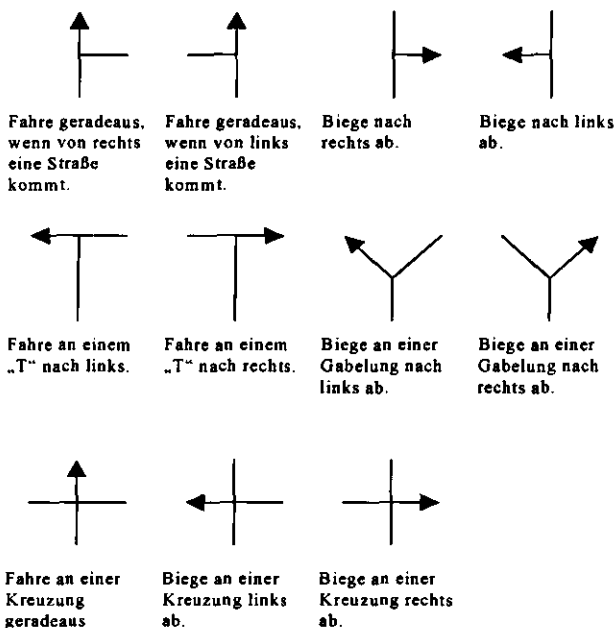 Fahre geradeaus,
wenn von rechts
eine Straße
kommt.
Fahre geradeaus,
wenn von links
eine Straße
kommt.
Biege nach
rechts ab.
Biege nach links
ab.
Fahre an einem
„T“ nach links.
Fahre an einem
„T“ nach rechts.
Biege an einer
Gabelung nach
links ab.
Biege an einer
Gabelung nach
rechts ab.
Fahre an einer
Kreuzung
geradeaus
Biege an einer
Kreuzung links
ab.
Biege an einer
Kreuzung rechts
ab.